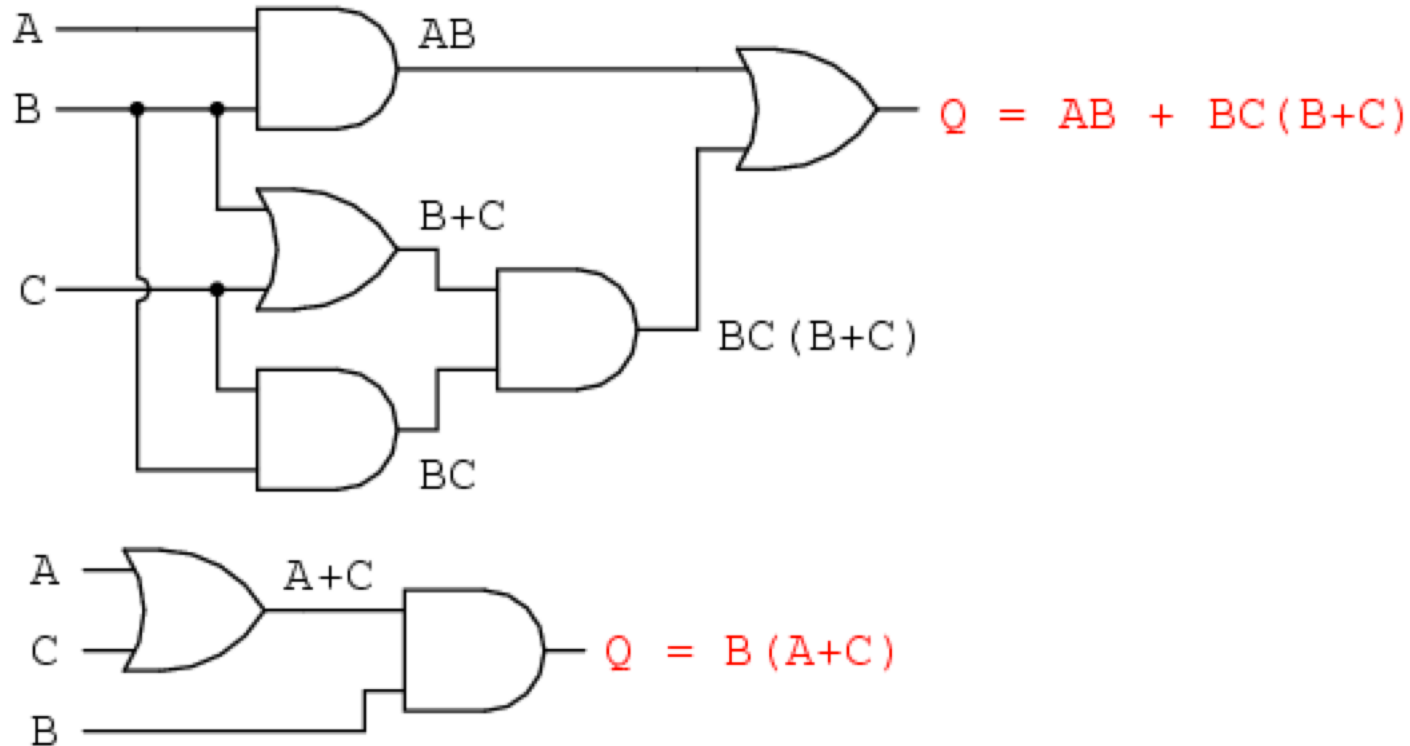 A
AB
B
Q = AB + BC(B+C)
B+C
C
BC(B+C)
BC
A
A+C
C
Q = B(A+C)
B